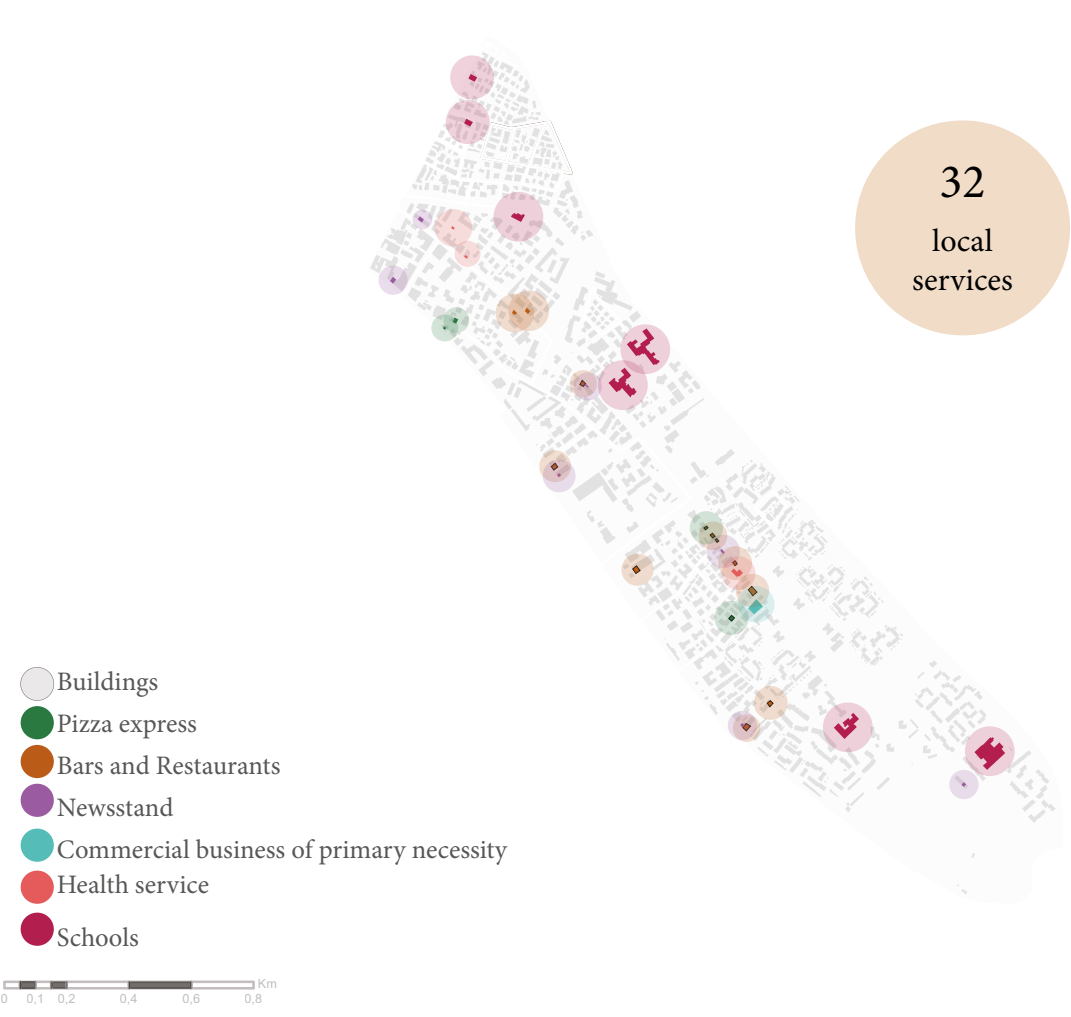 32
local
services
Buildings
Pizza express
Bars and Restaurants
Newsstand
Commercial business of primary necessity
Health service
Schools
Km
0 0,1 0,2 0,4 0,6 0,8